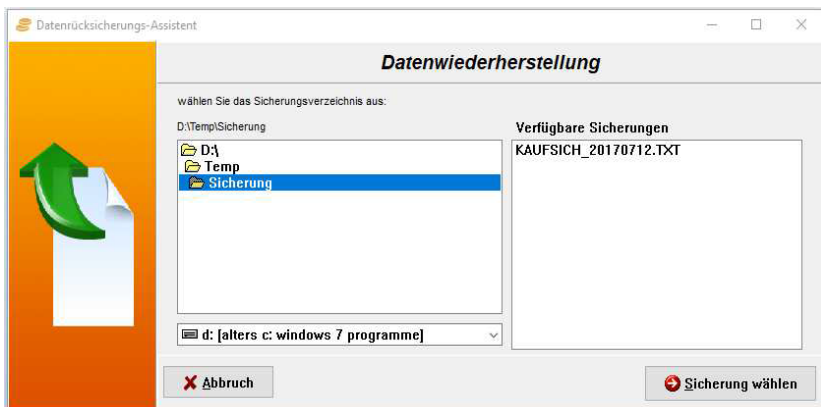 Datenrücksicherungs-Assistent
Datenwiederherstellung
wählen Sie das Sicherungsverzeichnis aus:
D:\Temp\Sicherung
D:\
Temp
Sicherung
d: [alters c: windows 7 programme]
Verfügbare Sicherungen
KAUFSICH_20170712.TXT
Abbruch
Sicherung wählen